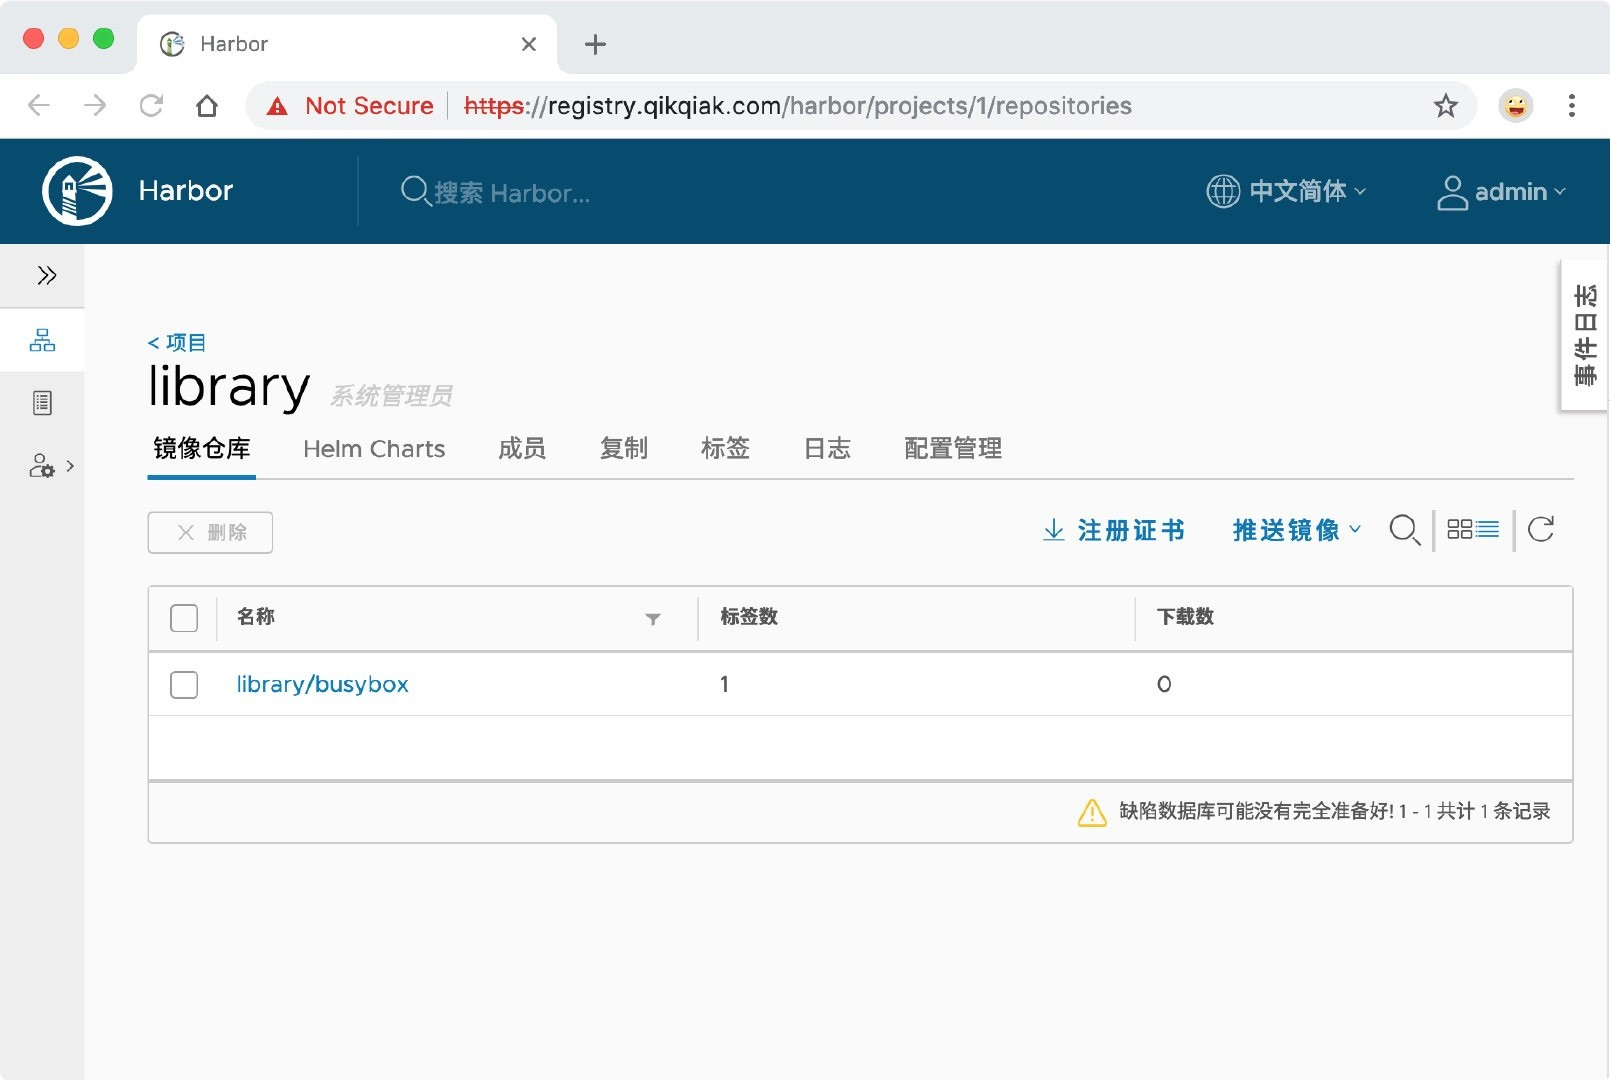 Harbor
Not Secure https://registry.qikqiak.com/harbor/projects/1/repositories
Harbor 搜索 Harbor... 中文简体 admin
事件日志
< 项目
library 系统管理员
镜像仓库 Helm Charts 成员 复制 标签 日志 配置管理
删除 注册证书 推送镜像
名称 标签数 下载数
library/busybox 1 0
缺陷数据库可能没有完全准备好! 1 - 1 共计 1 条记录